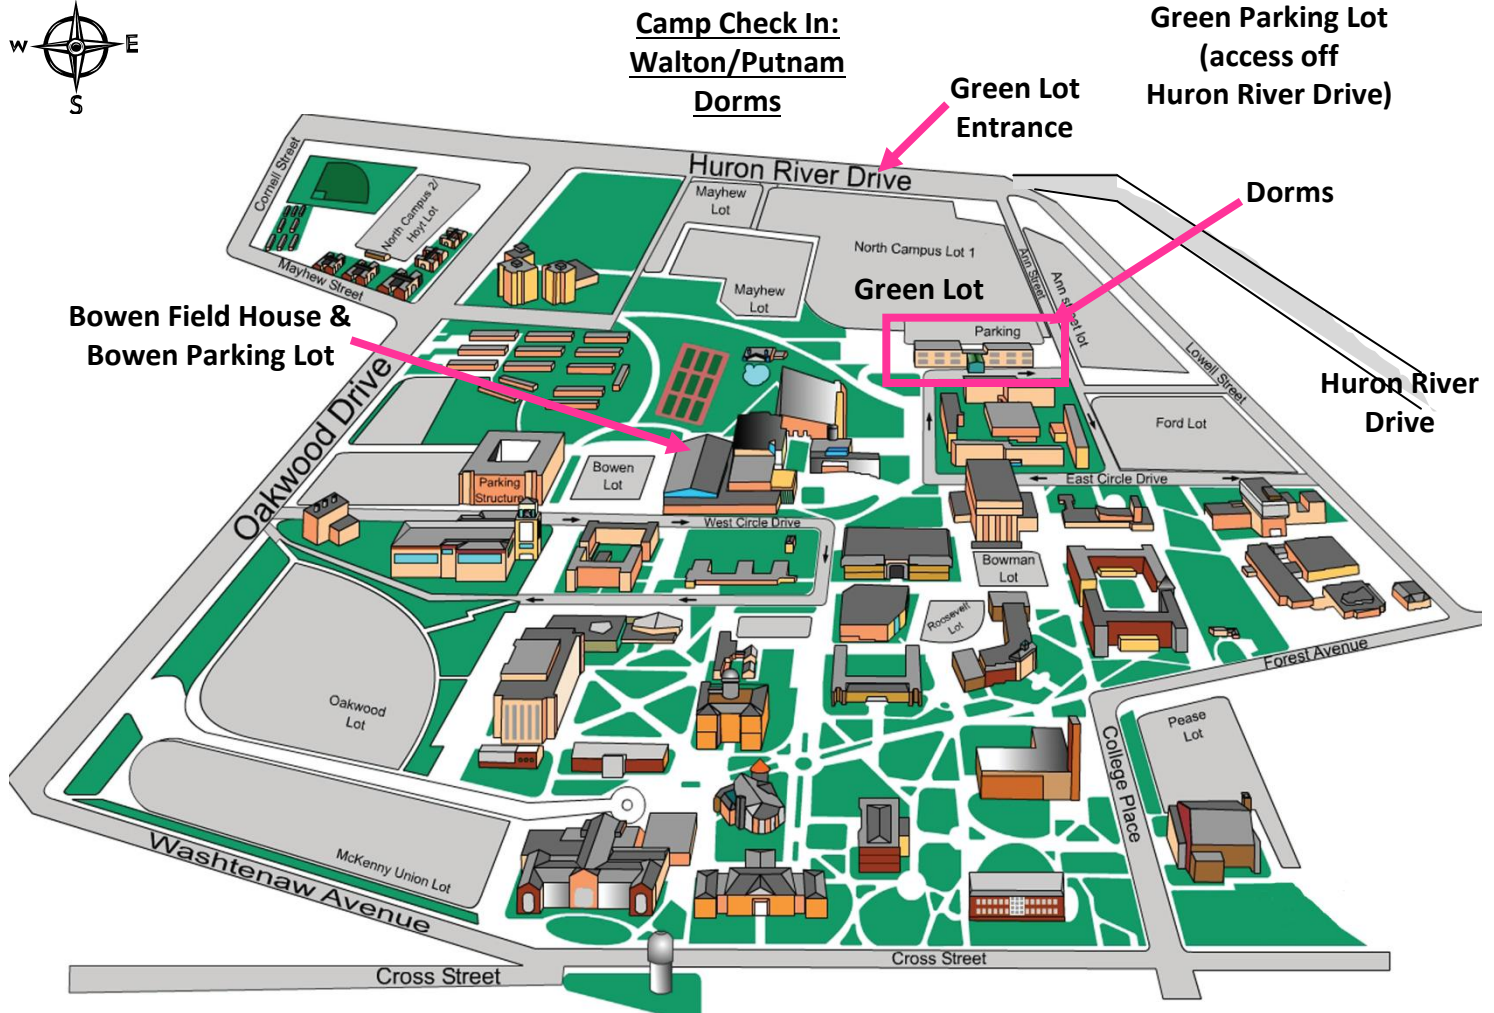 W
E
S
Camp Check In:
Walton/Putnam
Dorms
Green Parking Lot
(access off
Huron River Drive)
Green Lot
Entrance
Dorms
Huron River Drive
Cornell Street
North Campus 2/
Hoyt Lot
Mayhew Street
Mayhew
Lot
North Campus Lot 1
Mayhew
Lot
Green Lot
Ann Street
Ann street lot
Parking
Lowell Street
Huron River
Drive
Bowen Field House &
Bowen Parking Lot
Oakwood Drive
Ford Lot
Bowen
Lot
Parking
Structure
East Circle Drive
West Circle Drive
Bowman
Lot
Roosevelt
Lot
Forest Avenue
Oakwood
Lot
Pease
Lot
College Place
McKenny Union Lot
Washtenaw Avenue
Cross Street
Cross Street